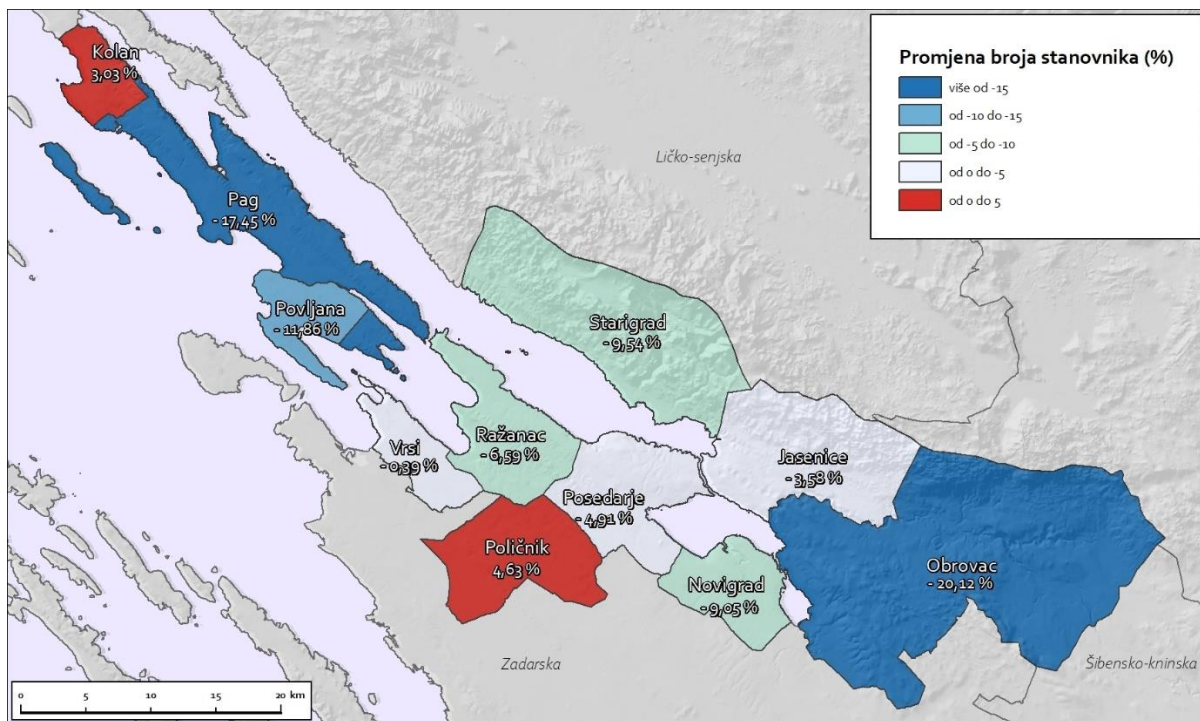 Kolan
3,03 %
Pag
- 17,45 %
Povljana
- 11,86 %
Vrsi
- 0,39 %
Ražanac
- 6,59 %
Starigrad
- 9,54 %
Posedarje
- 4,91 %
Poličnik
4,63 %
Jasenice
- 3,58 %
Novigrad
- 9,05 %
Obrovac
- 20,12 %
Ličko-senjska
Zadarska
Šibensko-kninska
Promjena broja stanovnika (%)
više od -15
od -10 do -15
od -5 do -10
od 0 do -5
od 0 do 5
0 5 10 15 20 km